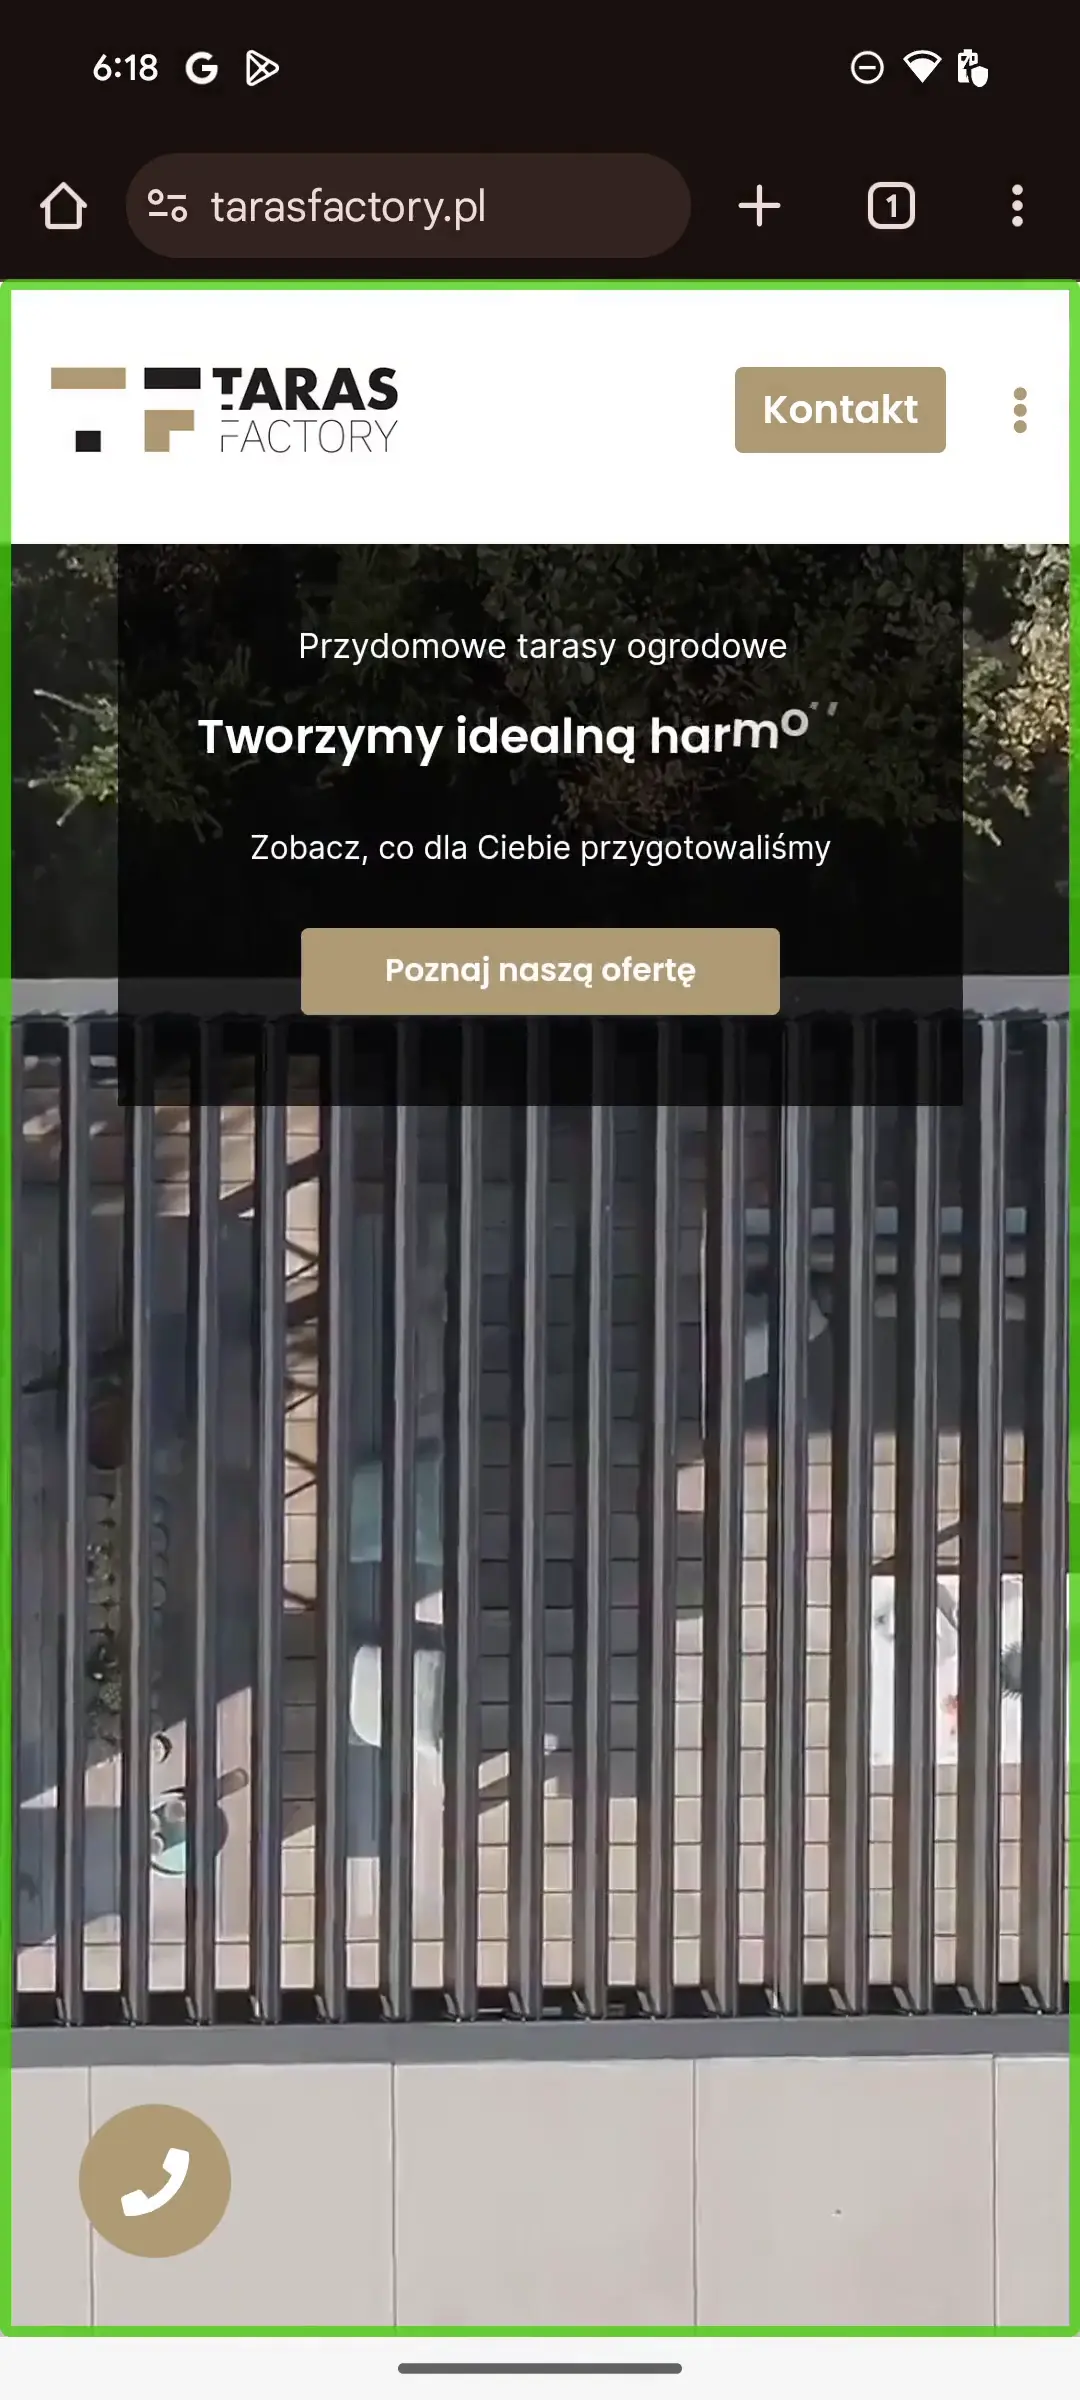 6:18
tarasfactory.pl
1
TARAS
FACTORY
Kontakt
Przydomowe tarasy ogrodowe
Tworzymy idealną harmo
Zobacz, co dla Ciebie przygotowaliśmy
Poznaj naszą ofertę